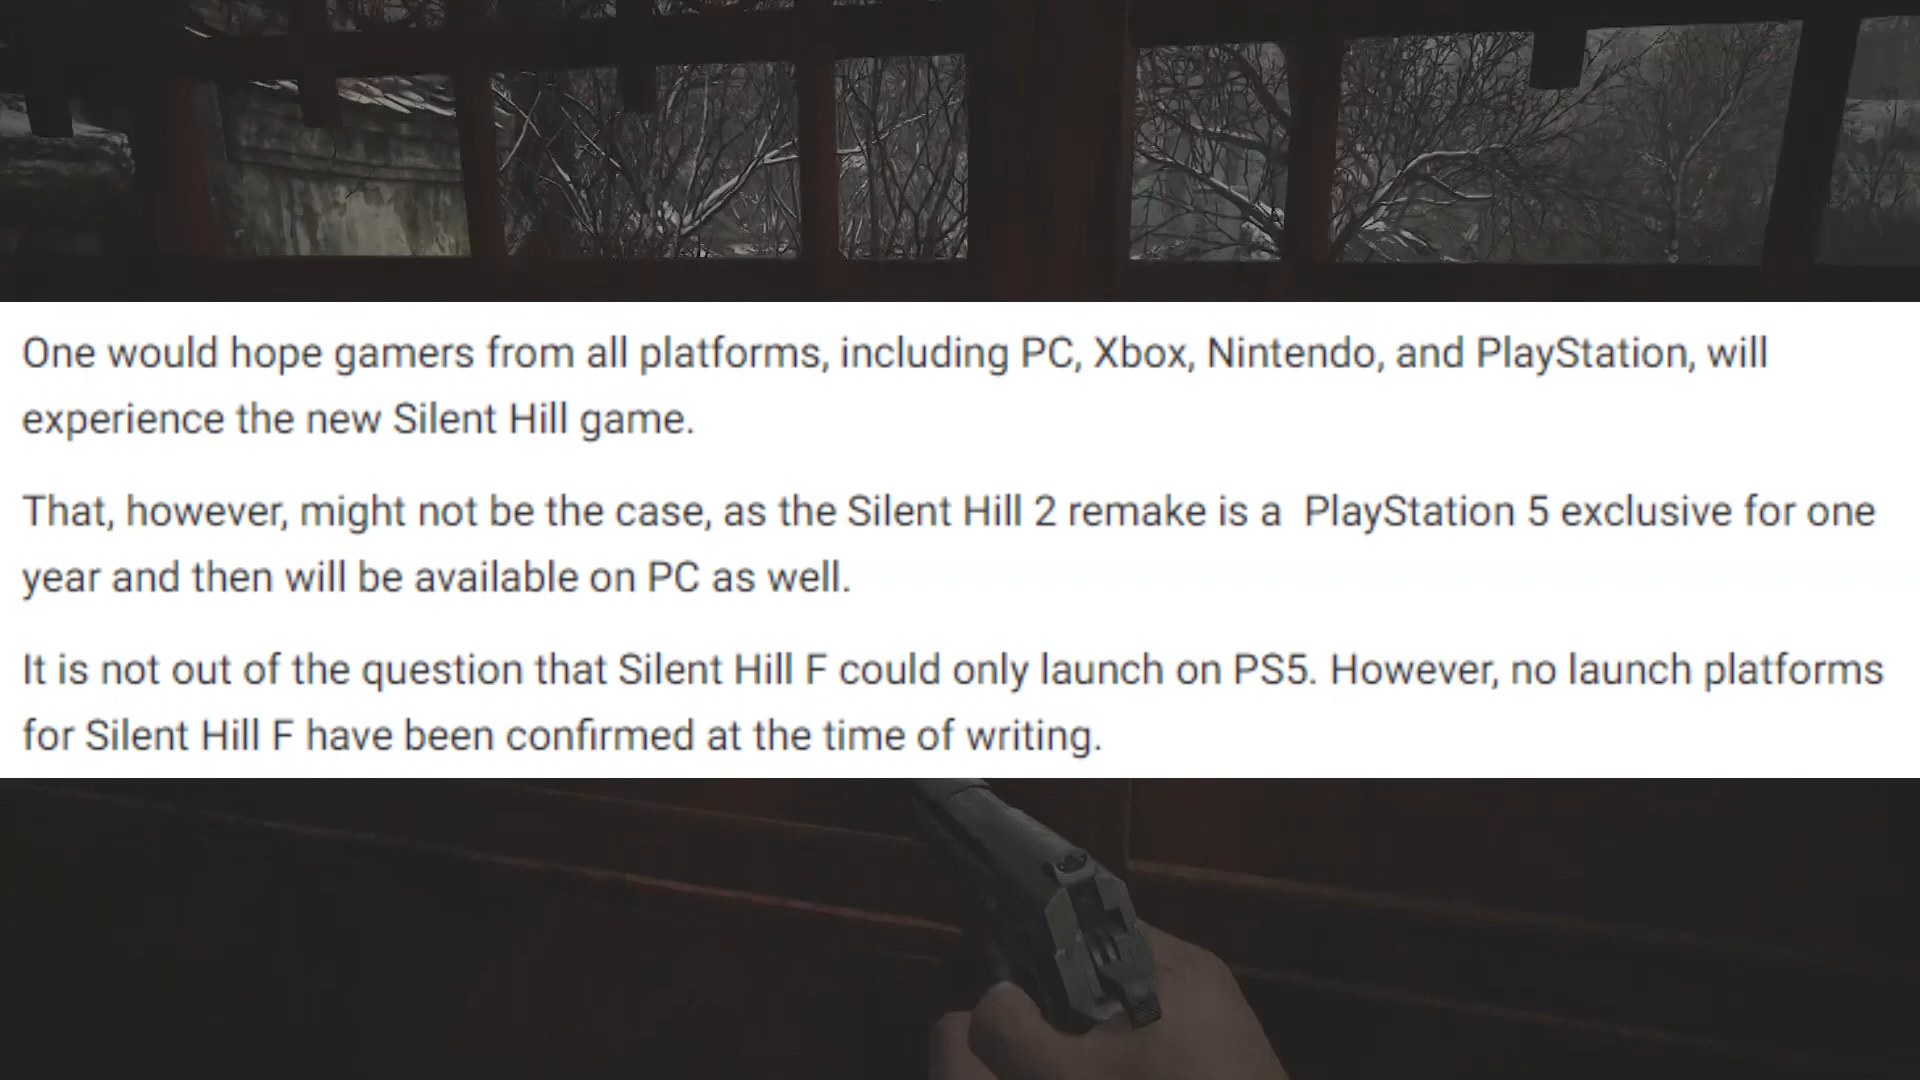 One would hope gamers from all platforms, including PC, Xbox, Nintendo, and PlayStation, will
experience the new Silent Hill game.
That, however, might not be the case, as the Silent Hill 2 remake is a  PlayStation 5 exclusive for one
year and then will be available on PC as well.
It is not out of the question that Silent Hill F could only launch on PS5. However, no launch platforms
for Silent Hill F have been confirmed at the time of writing.